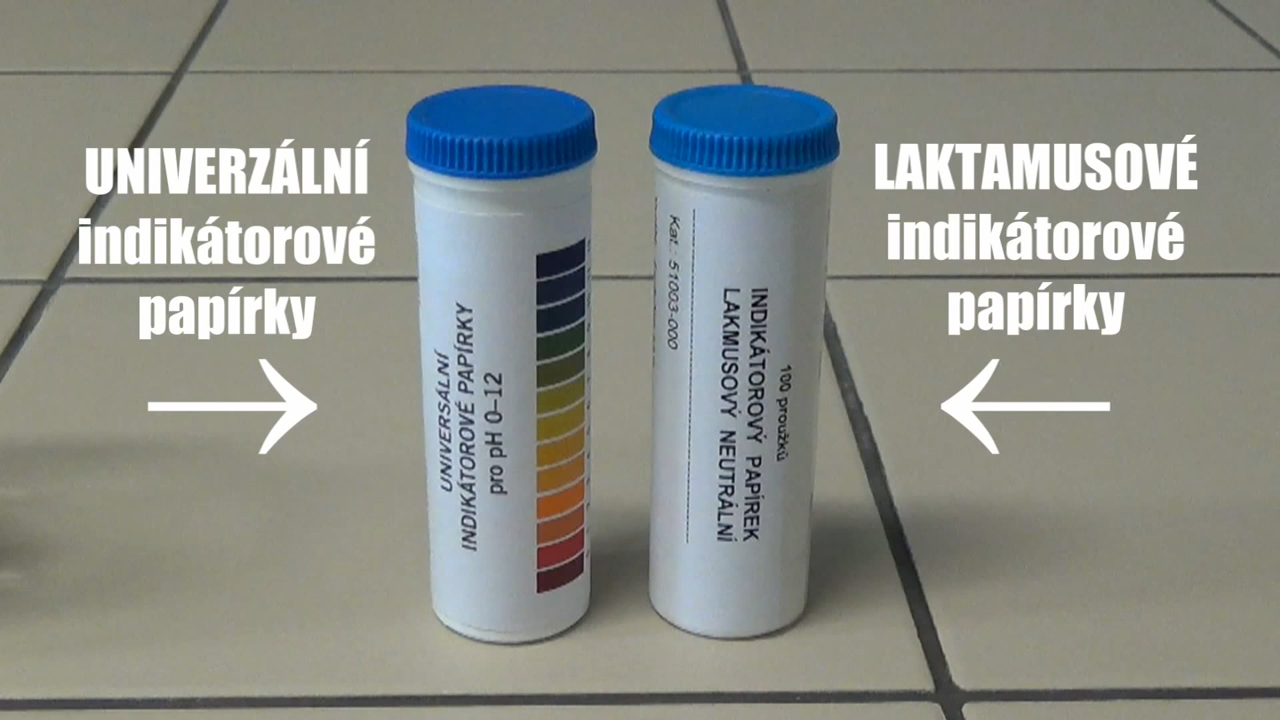 UNIVERZÁLNÍ
indikátorové
papírky
UNIVERSÁLNÍ
INDIKÁTOROVÉ PAPÍRKY
pro pH 0–12
100 proužků
INDIKÁTOROVÝ PAPÍREK
LAKMUSOVÝ NEUTRÁLNÍ
Kat.: 51003-000
LAKTAMUSOVÉ
indikátorové
papírky